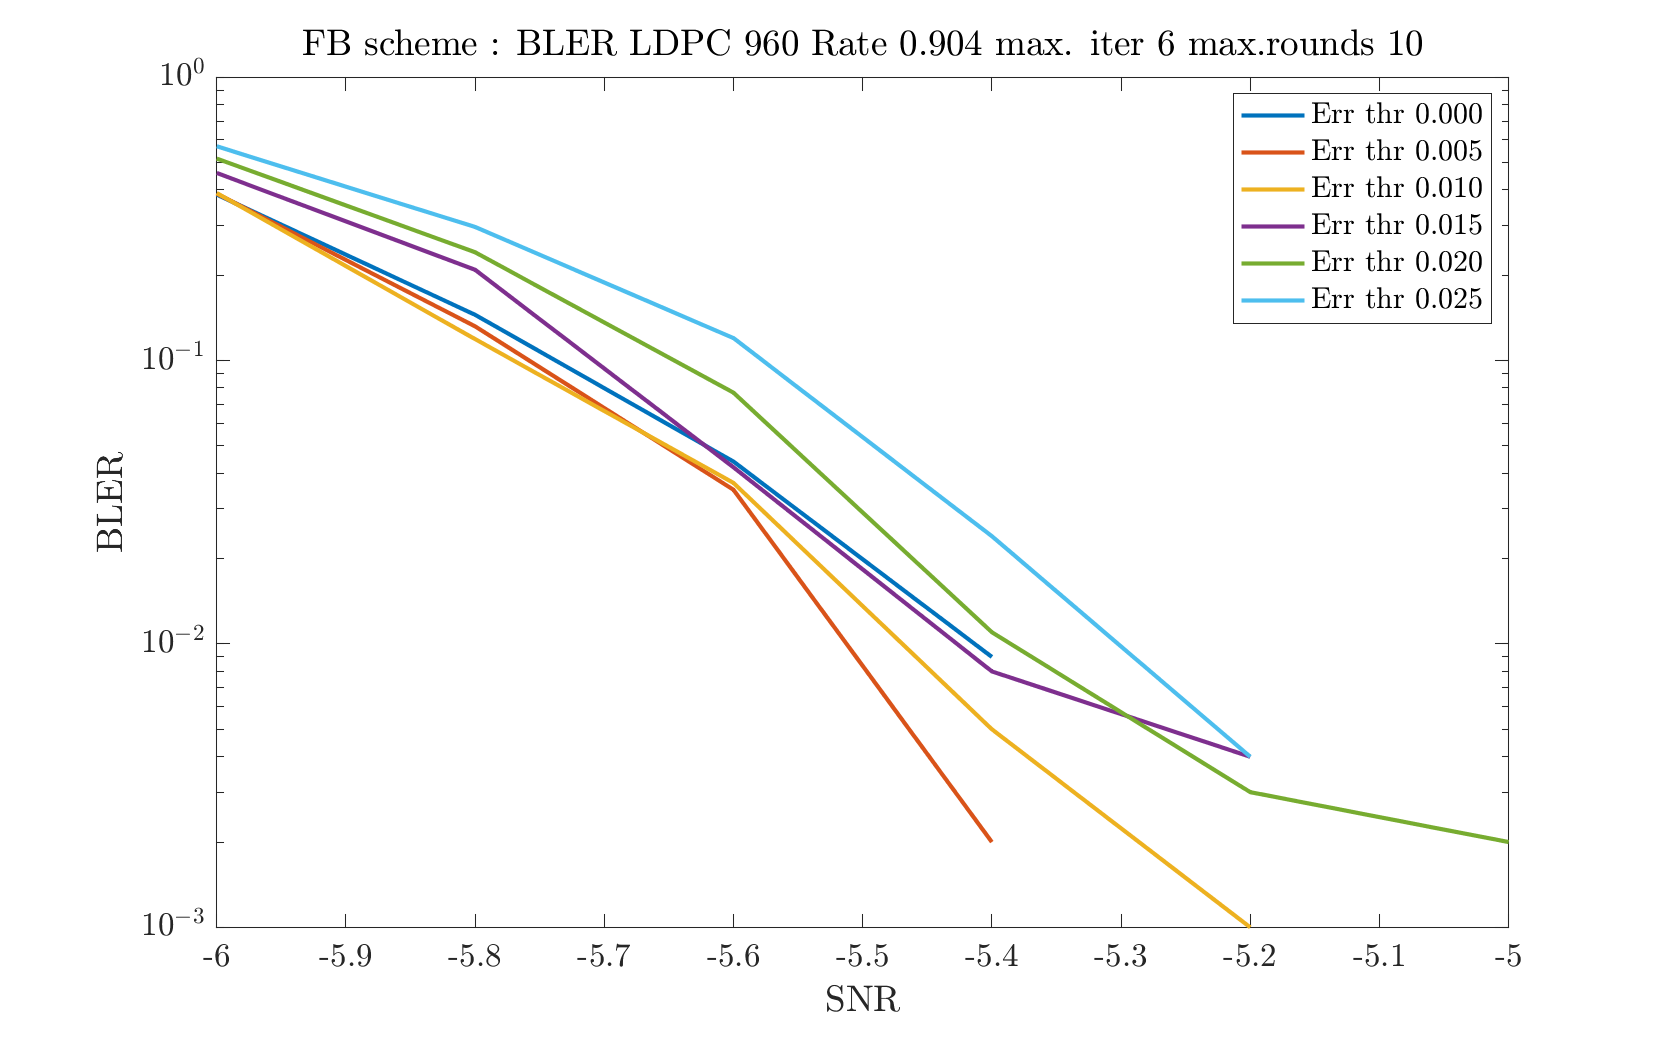 FB scheme : BLER LDPC 960 Rate 0.904 max. iter 6 max.rounds 10
10^0
10^-1
10^-2
10^-3
BLER
Err thr 0.000
Err thr 0.005
Err thr 0.010
Err thr 0.015
Err thr 0.020
Err thr 0.025
-6 -5.9 -5.8 -5.7 -5.6 -5.5 -5.4 -5.3 -5.2 -5.1 -5
SNR